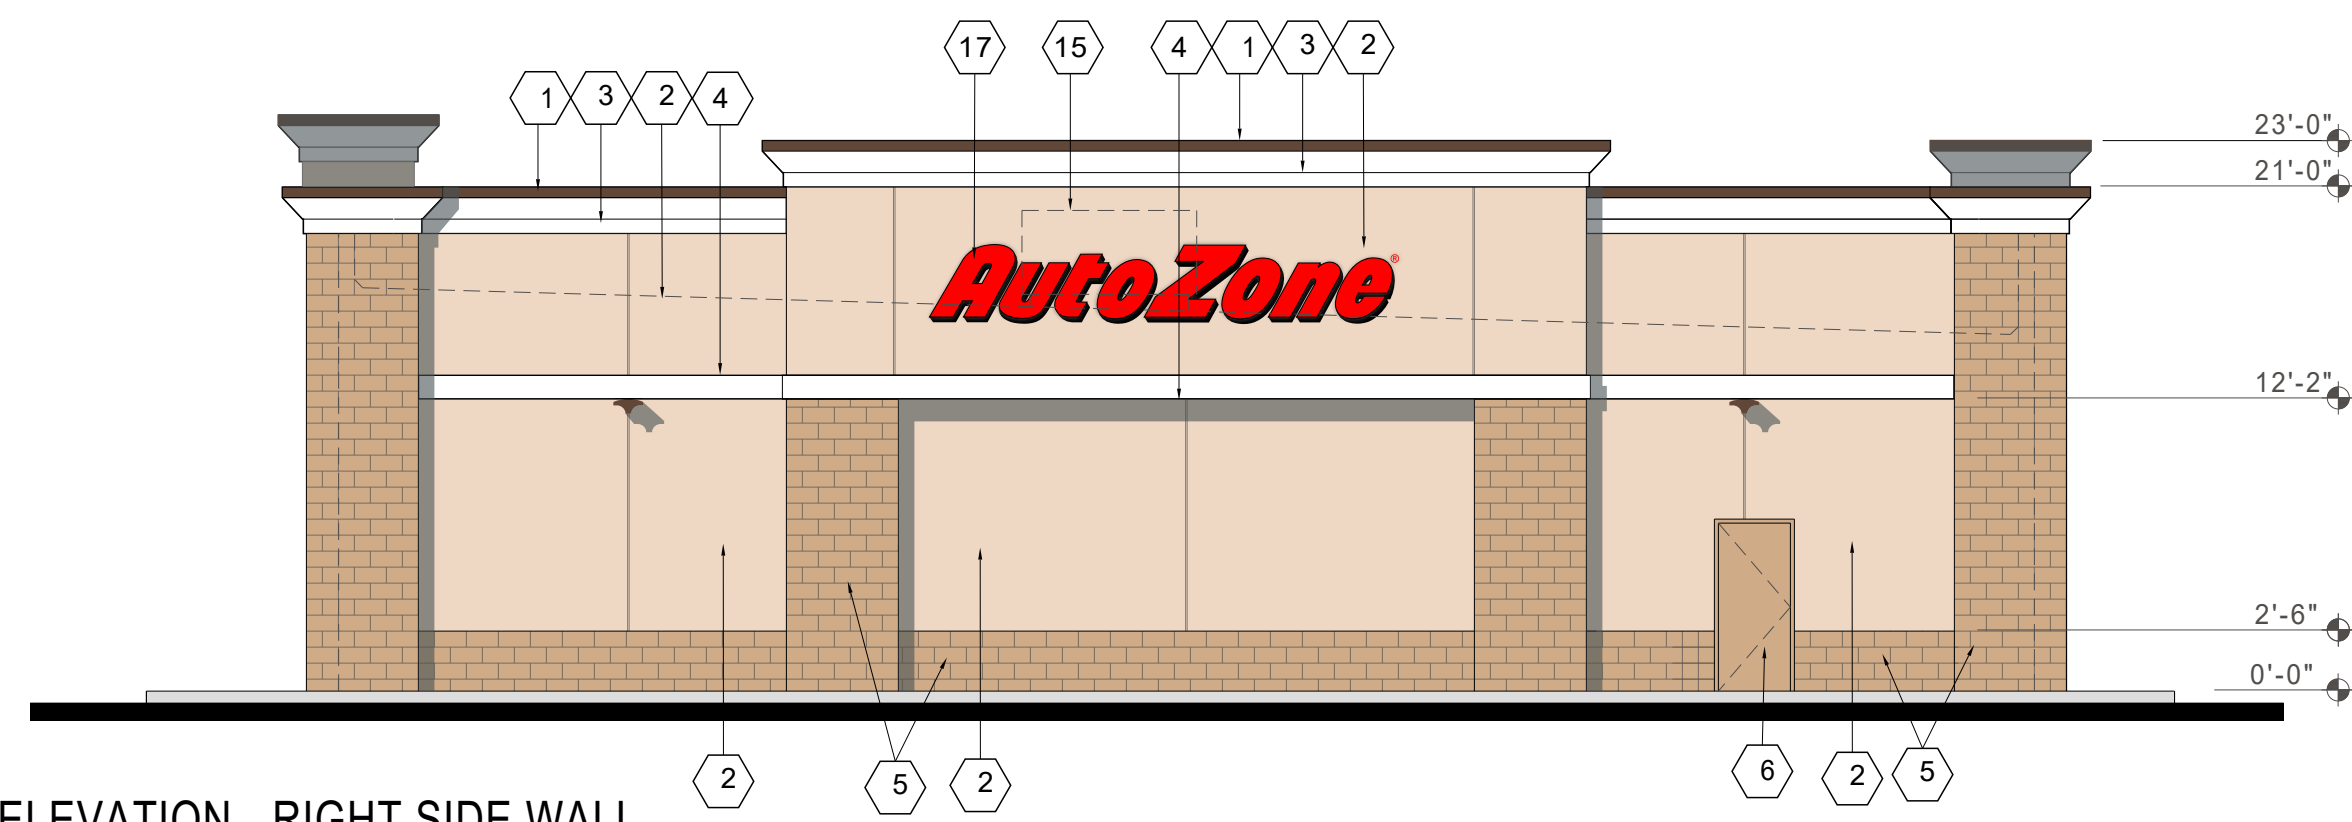 17 15 4 1 3 2
1 3 2 4
23'-0"
21'-0"
AutoZone®
12'-2"
2'-6"
0'-0"
2 5 2 6 2 5
ELEVATION RIGHT SIDE WALL